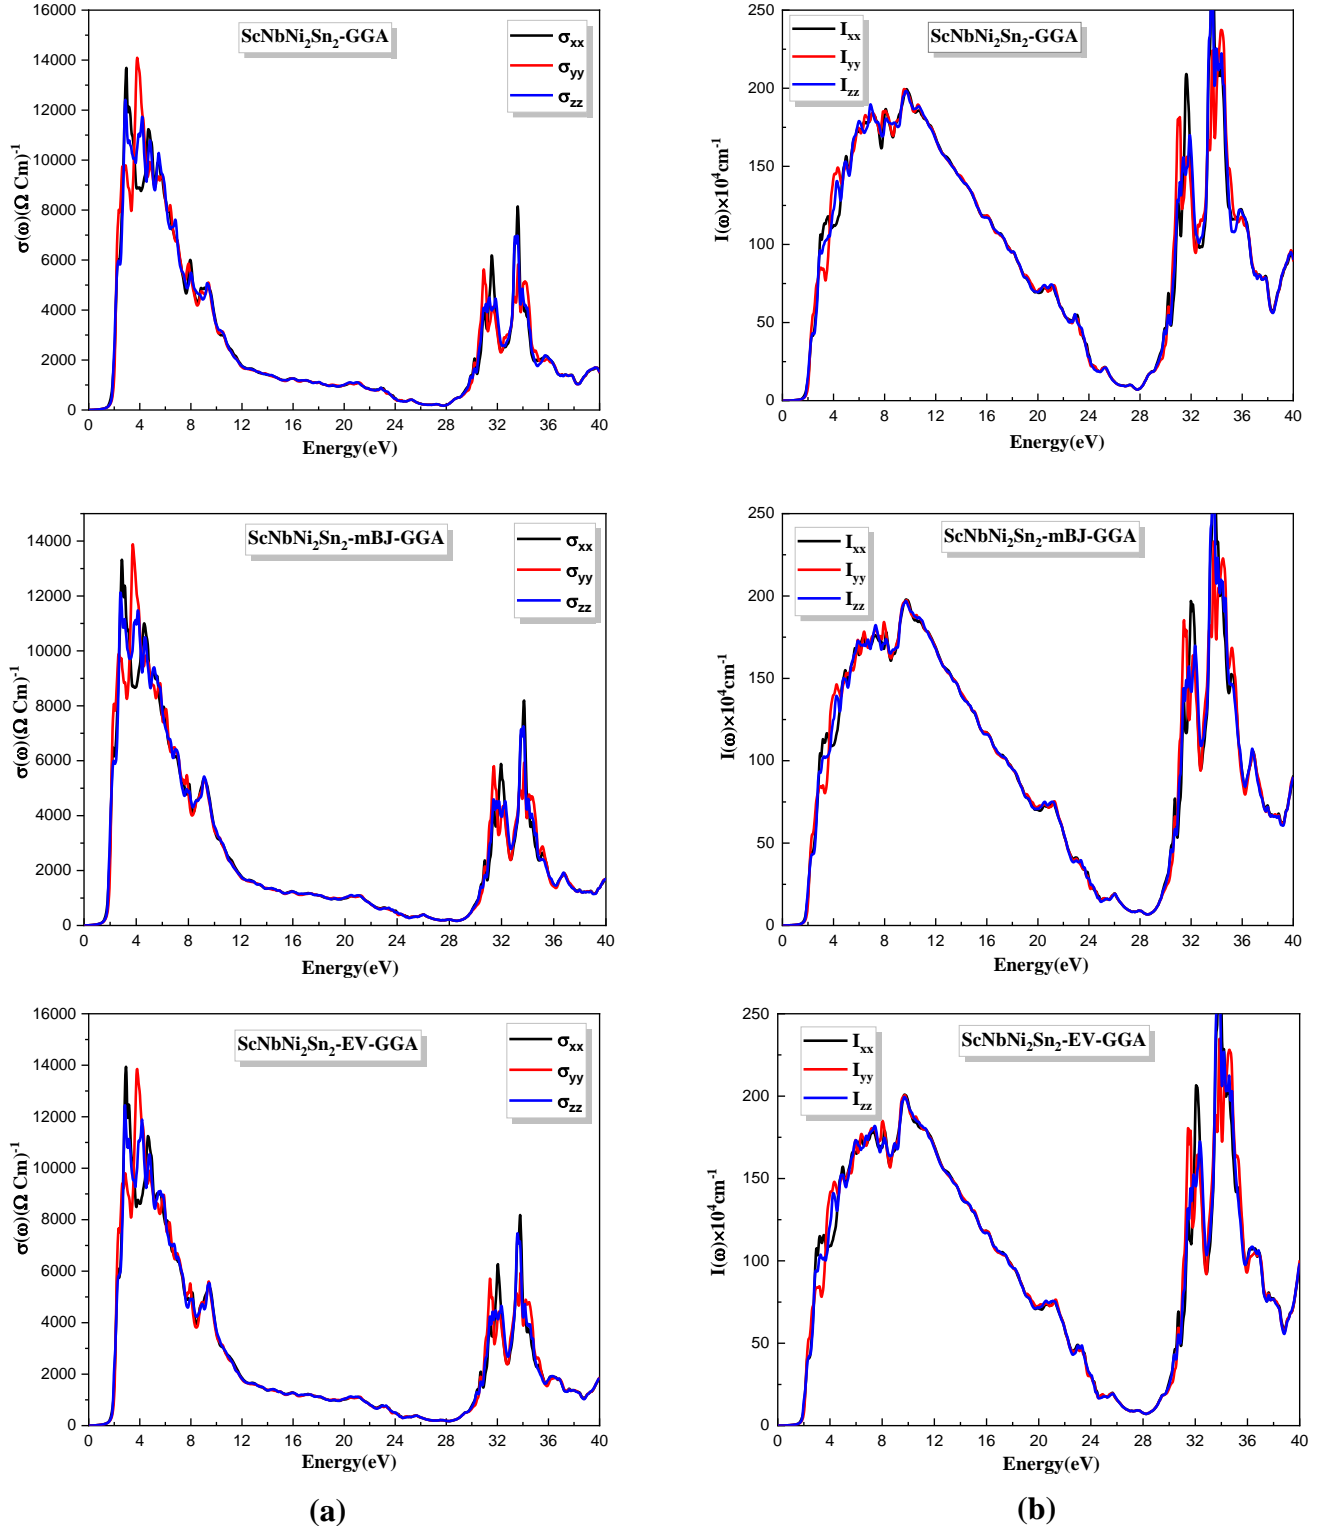 ScNbNi₂Sn₂-GGA
σxx
σyy
σzz
σ(ω)(Ω Cm)⁻¹
16000
14000
12000
10000
8000
6000
4000
2000
0
0 4 8 12 16 20 24 28 32 36 40
Energy(eV)
ScNbNi₂Sn₂-GGA
Ixx
Iyy
Izz
I(ω)×10⁴cm⁻¹
250
200
150
100
50
0
0 4 8 12 16 20 24 28 32 36 40
Energy(eV)
ScNbNi₂Sn₂-mBJ-GGA
σxx
σyy
σzz
σ(ω)(Ω Cm)⁻¹
14000
12000
10000
8000
6000
4000
2000
0
0 4 8 12 16 20 24 28 32 36 40
Energy(eV)
ScNbNi₂Sn₂-mBJ-GGA
Ixx
Iyy
Izz
I(ω)×10⁴cm⁻¹
250
200
150
100
50
0
0 4 8 12 16 20 24 28 32 36 40
Energy(eV)
ScNbNi₂Sn₂-EV-GGA
σxx
σyy
σzz
σ(ω)(Ω Cm)⁻¹
16000
14000
12000
10000
8000
6000
4000
2000
0
0 4 8 12 16 20 24 28 32 36 40
Energy(eV)
ScNbNi₂Sn₂-EV-GGA
Ixx
Iyy
Izz
I(ω)×10⁴cm⁻¹
250
200
150
100
50
0
0 4 8 12 16 20 24 28 32 36 40
Energy(eV)
(a)
(b)